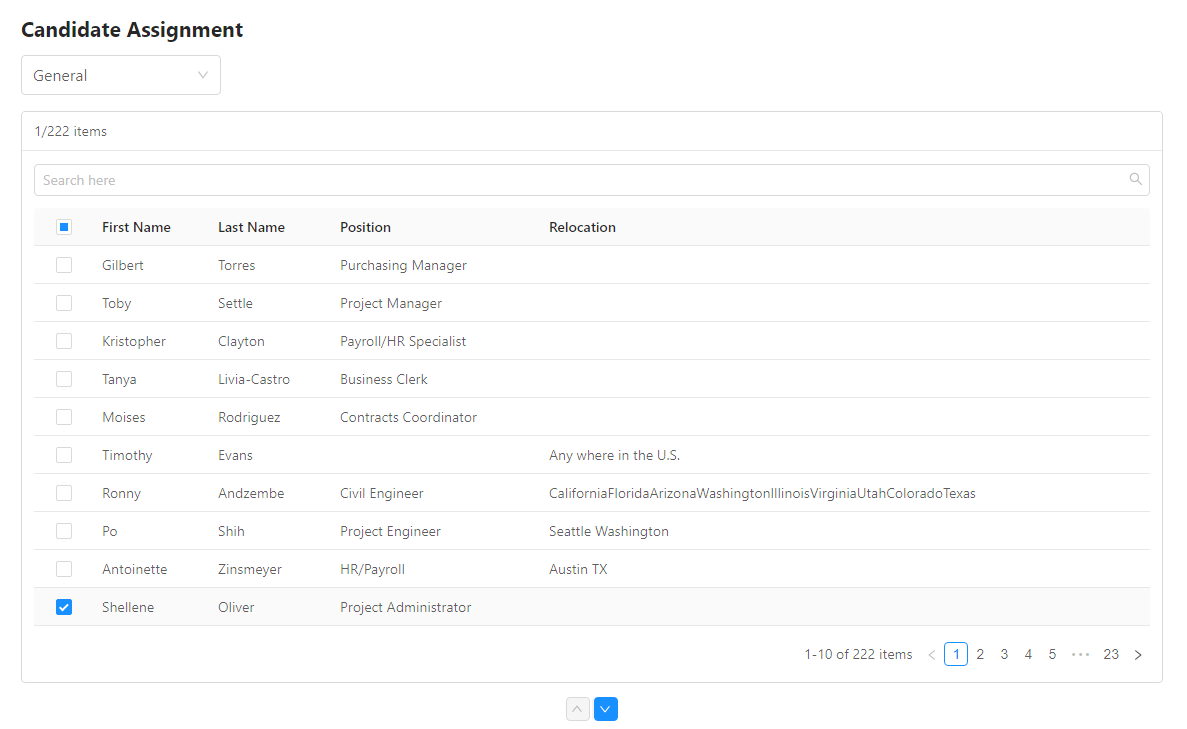 Candidate Assignment
General
1/222 items
Search here
First Name Last Name Position Relocation
Gilbert Torres Purchasing Manager
Toby Settle Project Manager
Kristopher Clayton Payroll/HR Specialist
Tanya Livia-Castro Business Clerk
Moises Rodriguez Contracts Coordinator
Timothy Evans Any where in the U.S.
Ronny Andzembe Civil Engineer CaliforniaFloridaArizonaWashingtonIllinoisVirginiaUtahColoradoTexas
Po Shih Project Engineer Seattle Washington
Antoinette Zinsmeyer HR/Payroll Austin TX
Shellene Oliver Project Administrator
1-10 of 222 items < 1 2 3 4 5 ••• 23 >